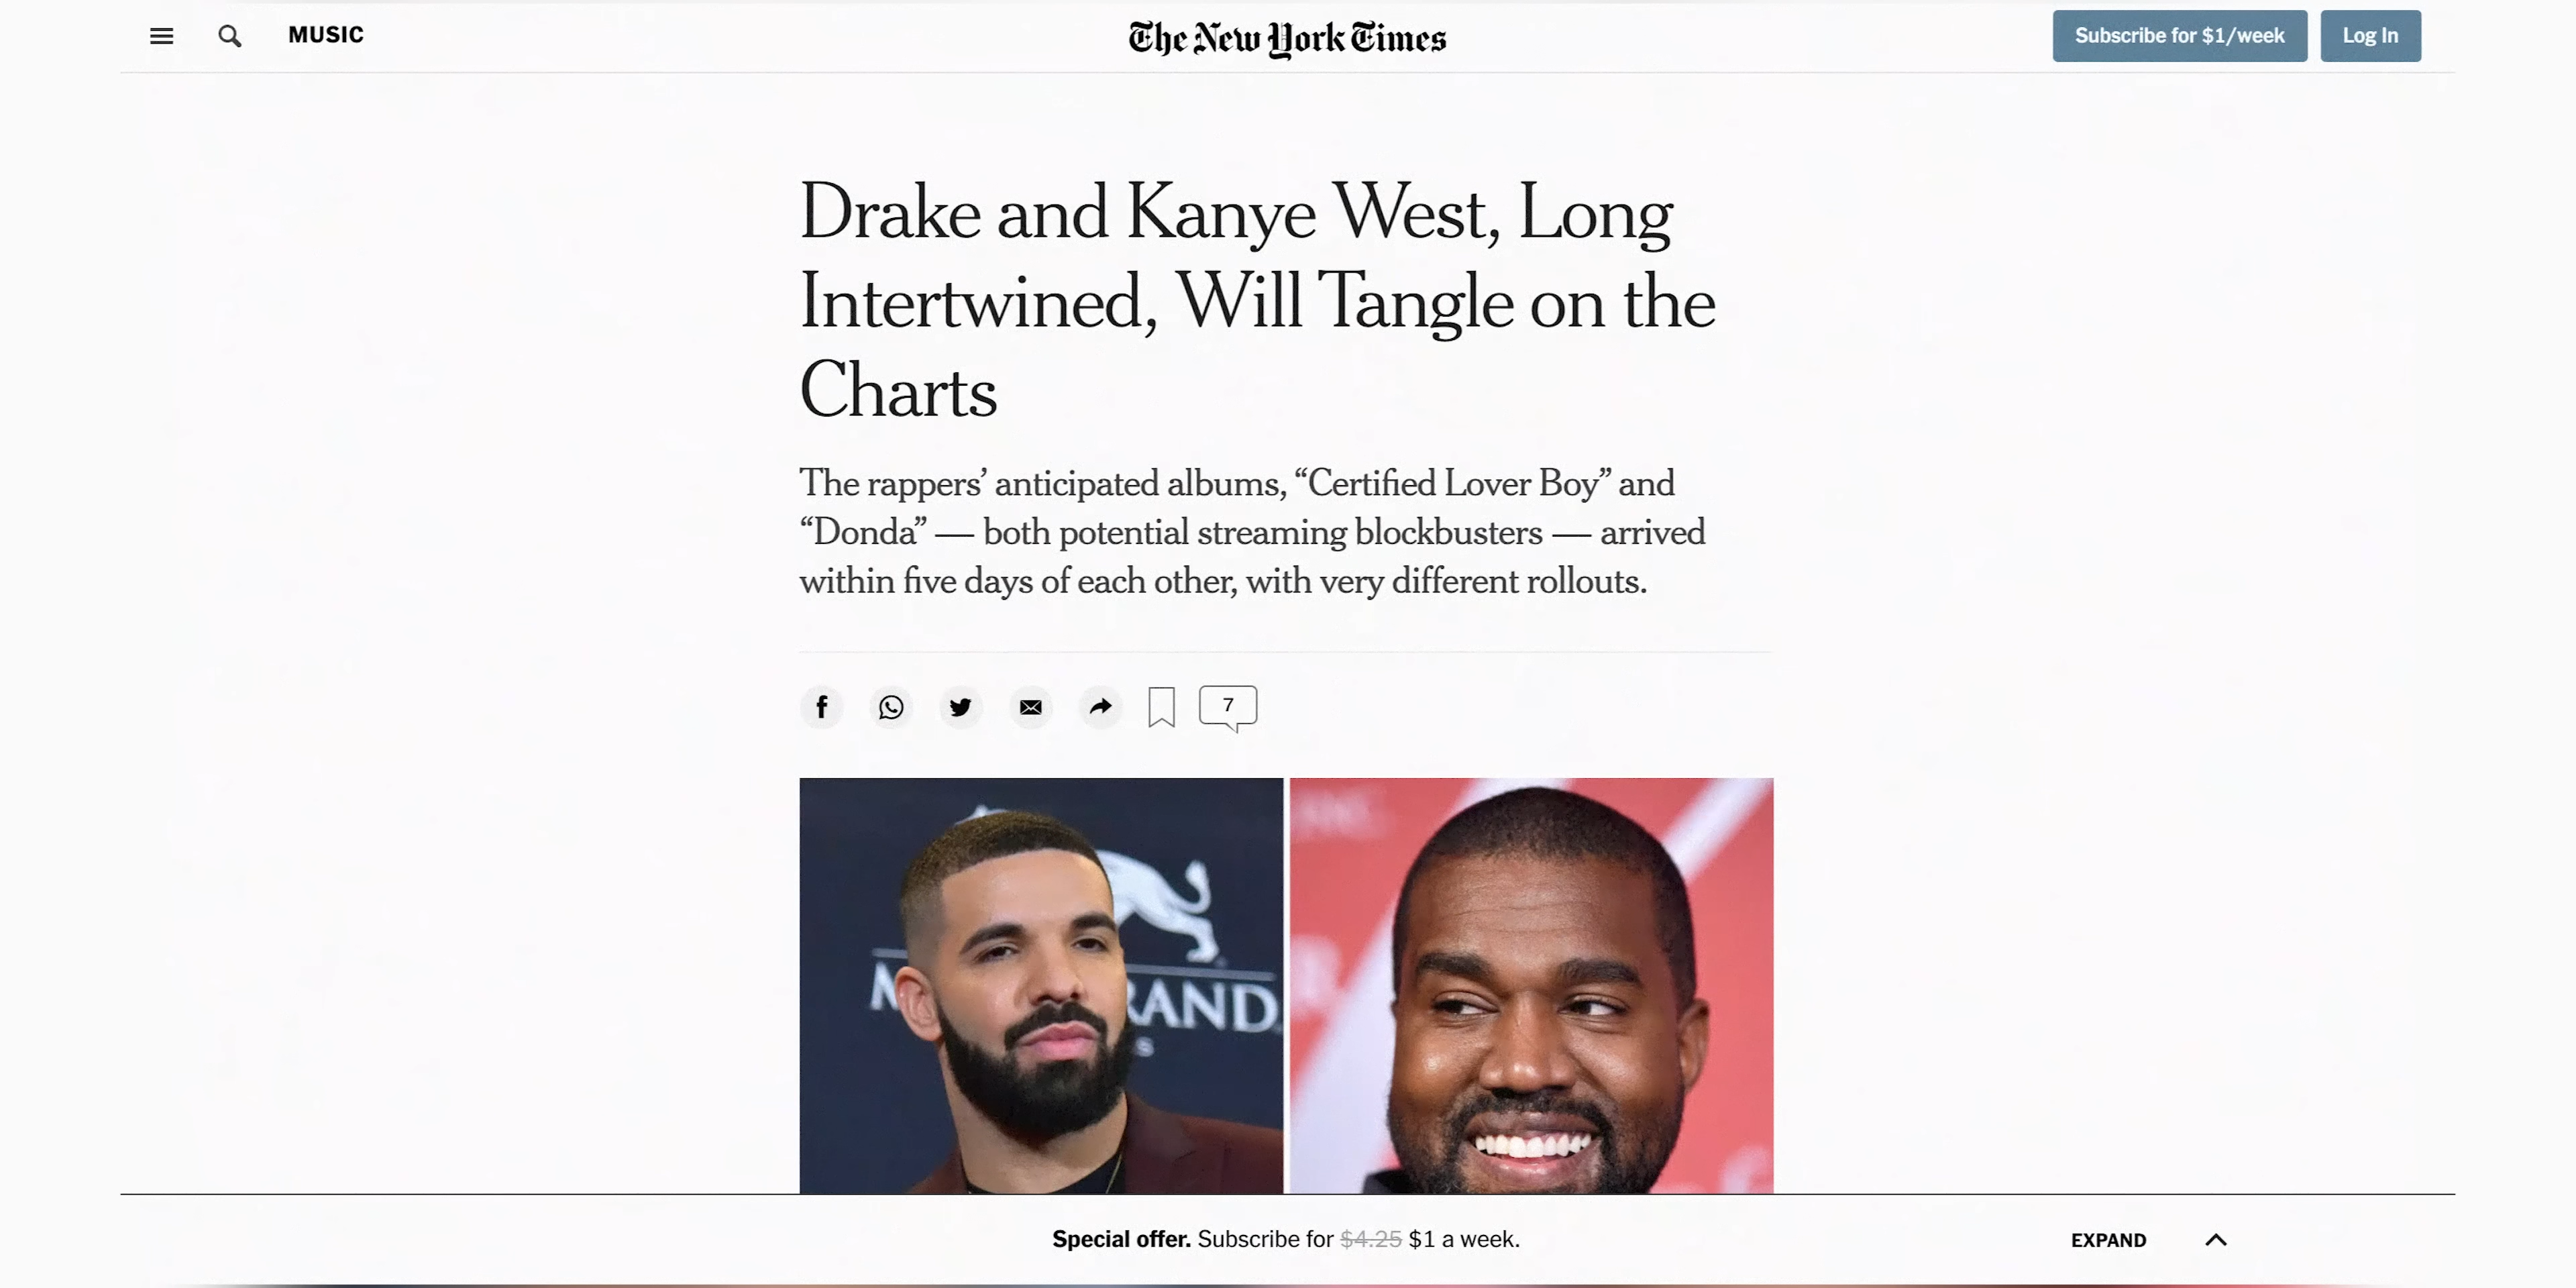 MUSIC
The New York Times
Subscribe for $1/week
Log In
Drake and Kanye West, Long
Intertwined, Will Tangle on the
Charts
The rappers’ anticipated albums, “Certified Lover Boy” and
“Donda” — both potential streaming blockbusters — arrived
within five days of each other, with very different rollouts.
7
RAND
Special offer. Subscribe for $4.25 $1 a week.
EXPAND